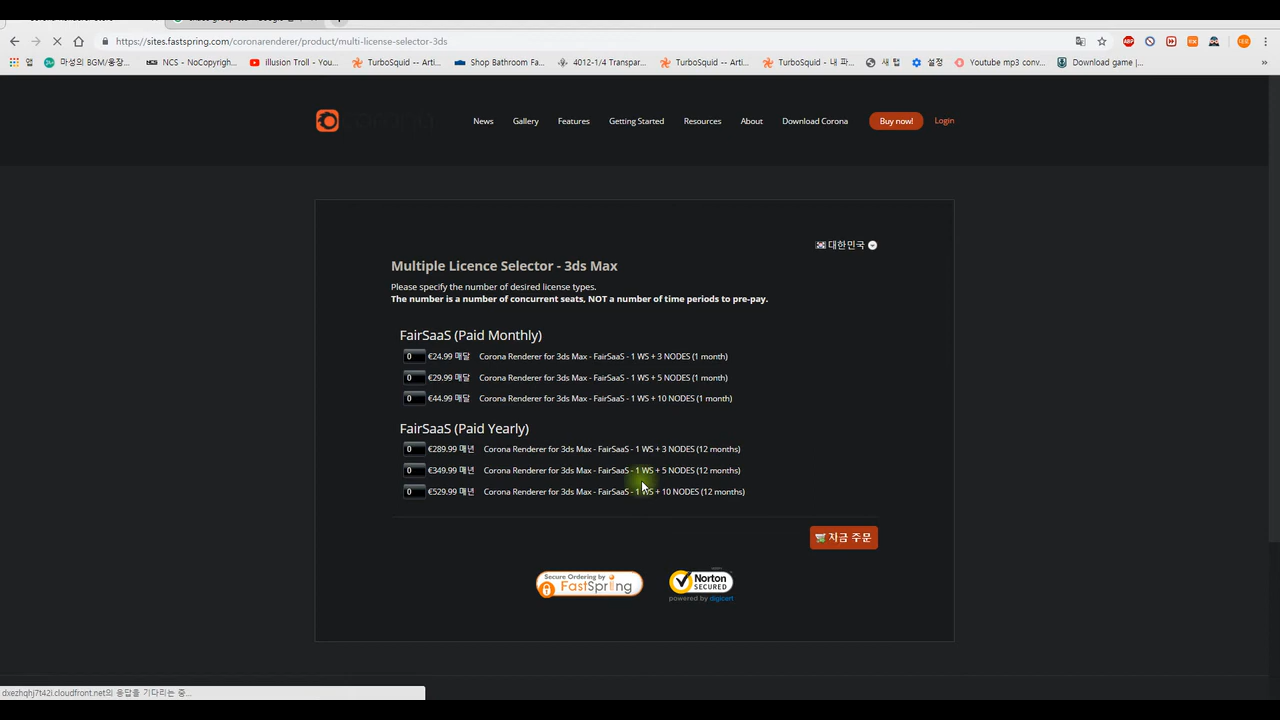 https://sites.fastspring.com/coronarenderer/product/multi-license-selector-3ds
앱 마성의 BGM/웅장... NCS - NoCopyrigh... illusion Troll - You... TurboSquid -- Arti... Shop Bathroom Fa... 4012-1/4 Transpar... TurboSquid -- Arti... TurboSquid - 내 파... 새 탭 설정 Youtube mp3 conv... Download game |... »
News Gallery Features Getting Started Resources About Download Corona Buy now! Login
대한민국
Multiple Licence Selector - 3ds Max
Please specify the number of desired license types.
The number is a number of concurrent seats, NOT a number of time periods to pre-pay.
FairSaaS (Paid Monthly)
0 €24.99 매달 Corona Renderer for 3ds Max - FairSaaS - 1 WS + 3 NODES (1 month)
0 €29.99 매달 Corona Renderer for 3ds Max - FairSaaS - 1 WS + 5 NODES (1 month)
0 €44.99 매달 Corona Renderer for 3ds Max - FairSaaS - 1 WS + 10 NODES (1 month)
FairSaaS (Paid Yearly)
0 €289.99 매년 Corona Renderer for 3ds Max - FairSaaS - 1 WS + 3 NODES (12 months)
0 €349.99 매년 Corona Renderer for 3ds Max - FairSaaS - 1 WS + 5 NODES (12 months)
0 €529.99 매년 Corona Renderer for 3ds Max - FairSaaS - 1 WS + 10 NODES (12 months)
지금 주문
Secure Ordering by
FastSpring
Norton
SECURED
powered by digicert
dxezhqhj7t42i.cloudfront.net의 응답을 기다리는 중...